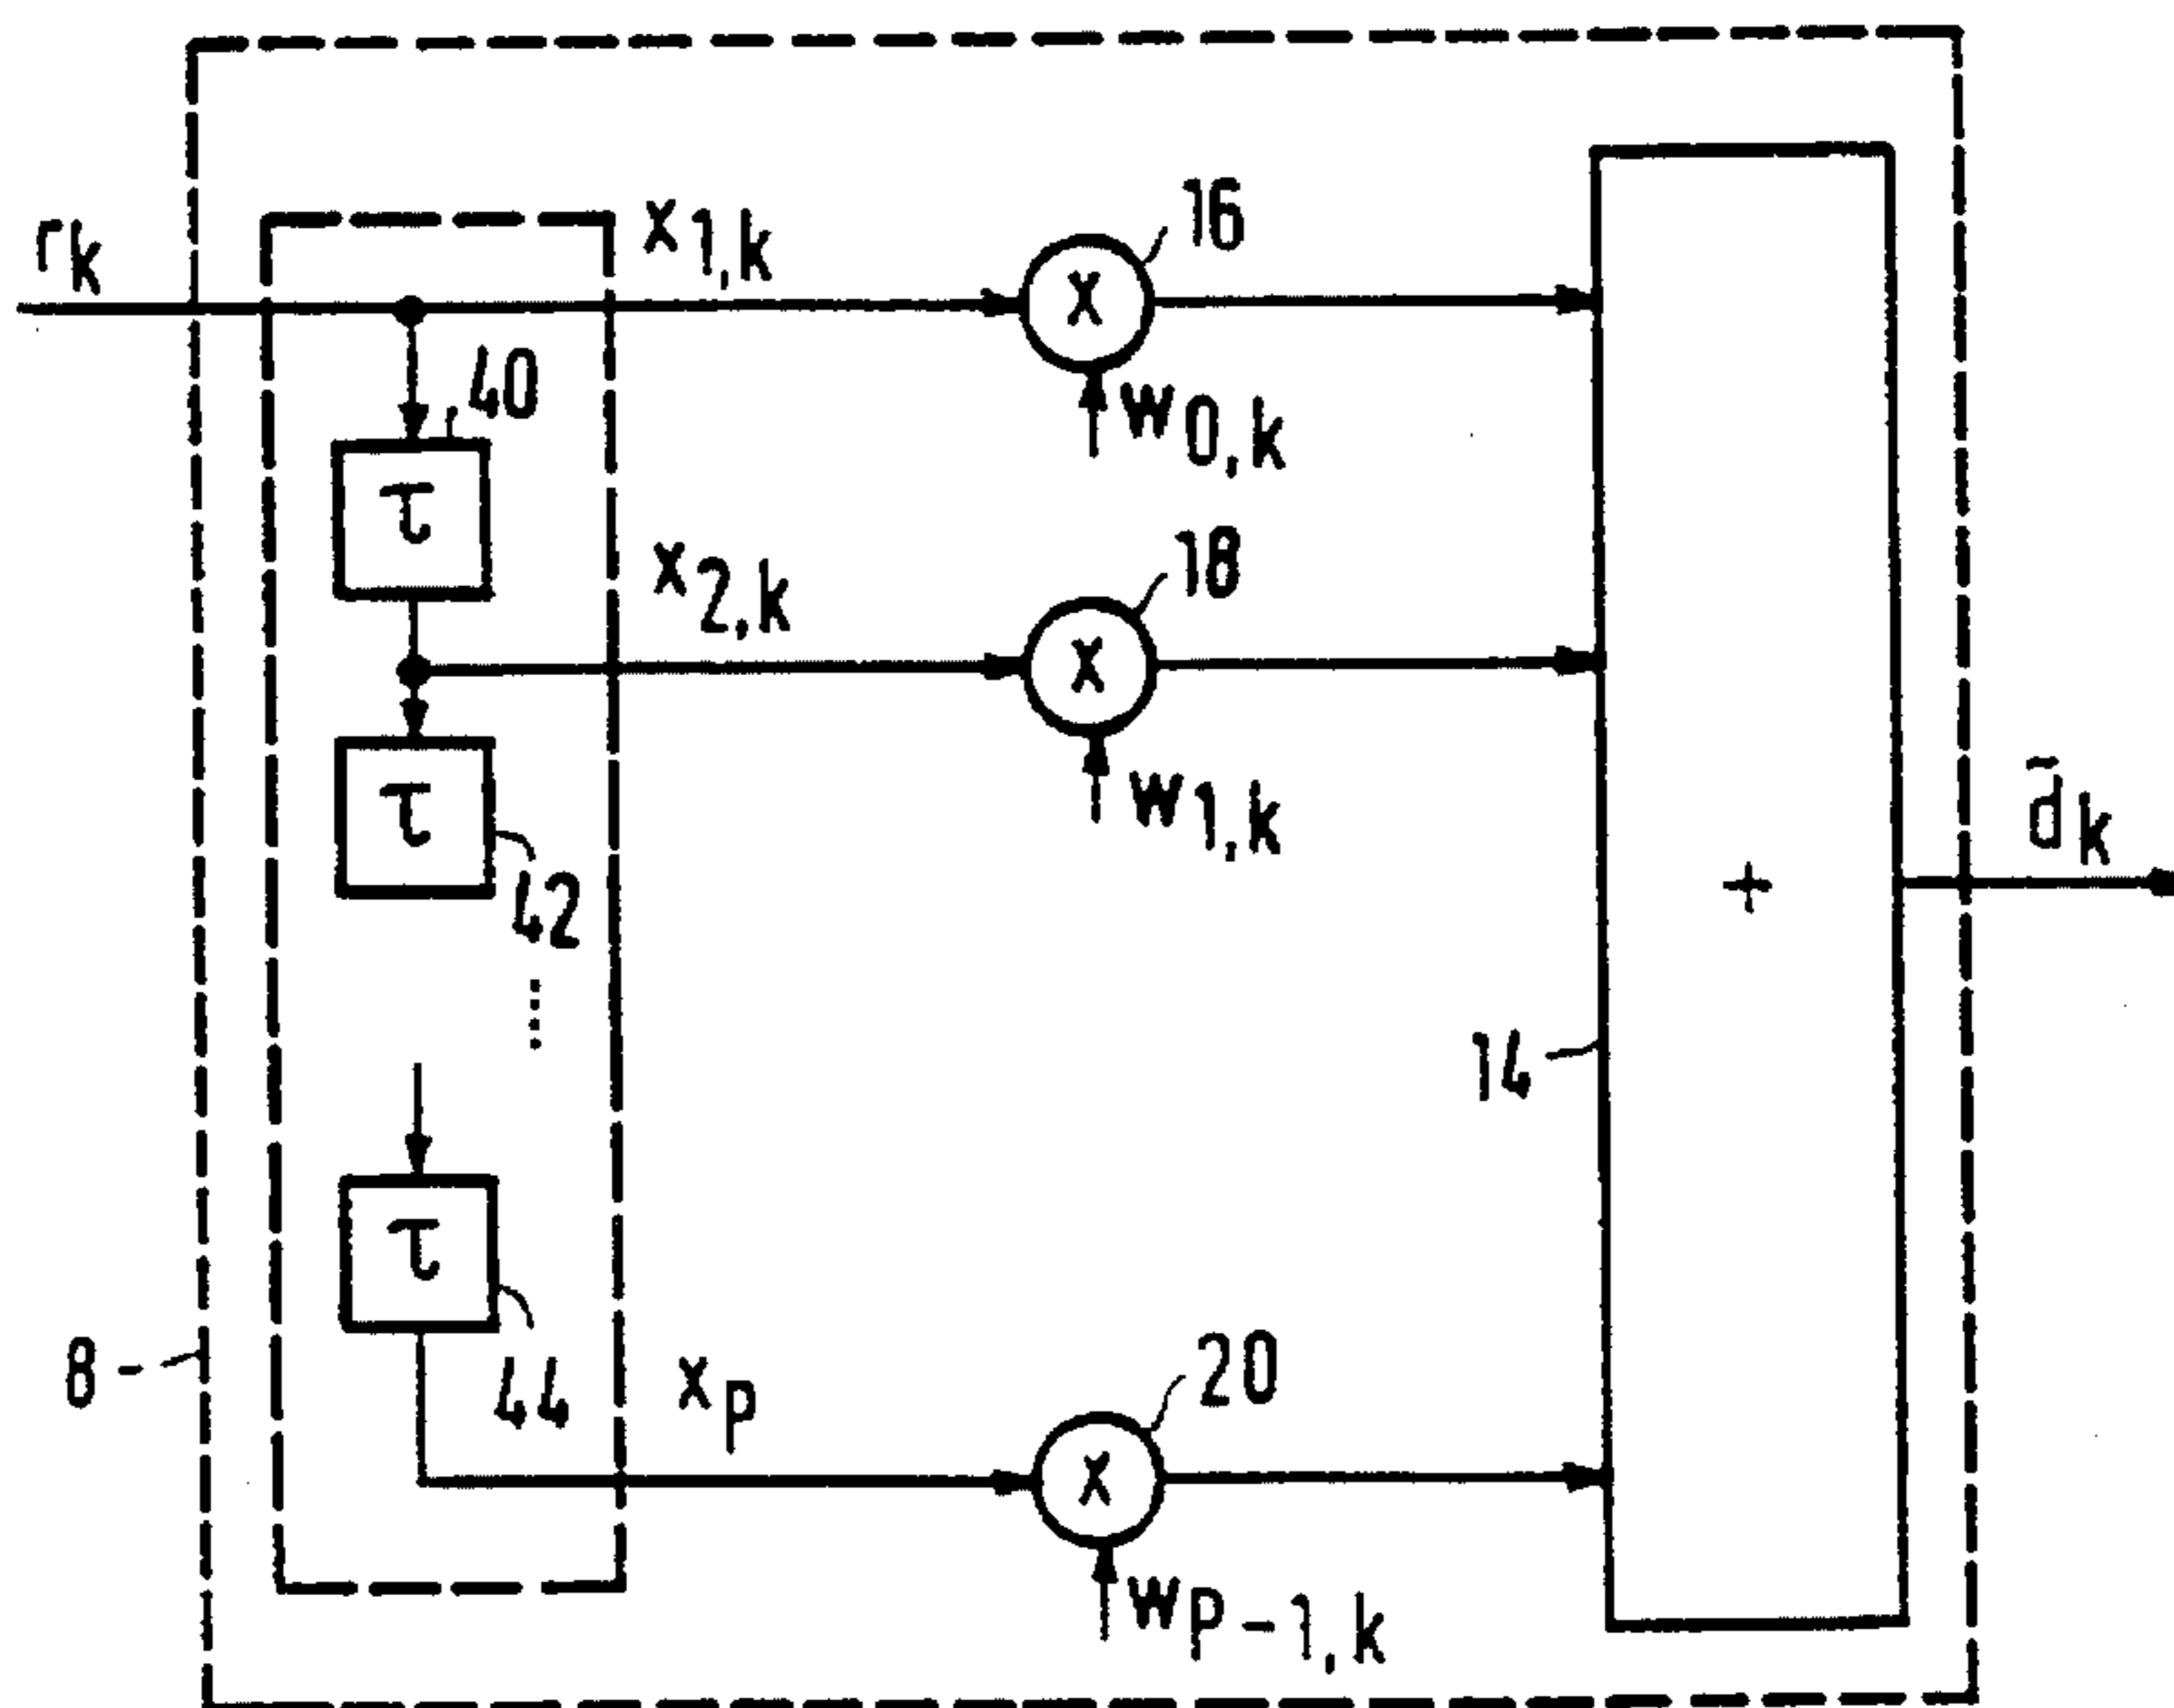 rk
x1,k
16
x
40
w0,k
τ
x2,k
18
x
τ
w1,k
d̃k
42
+
14
τ
8
44
xP
20
x
wP-1,k